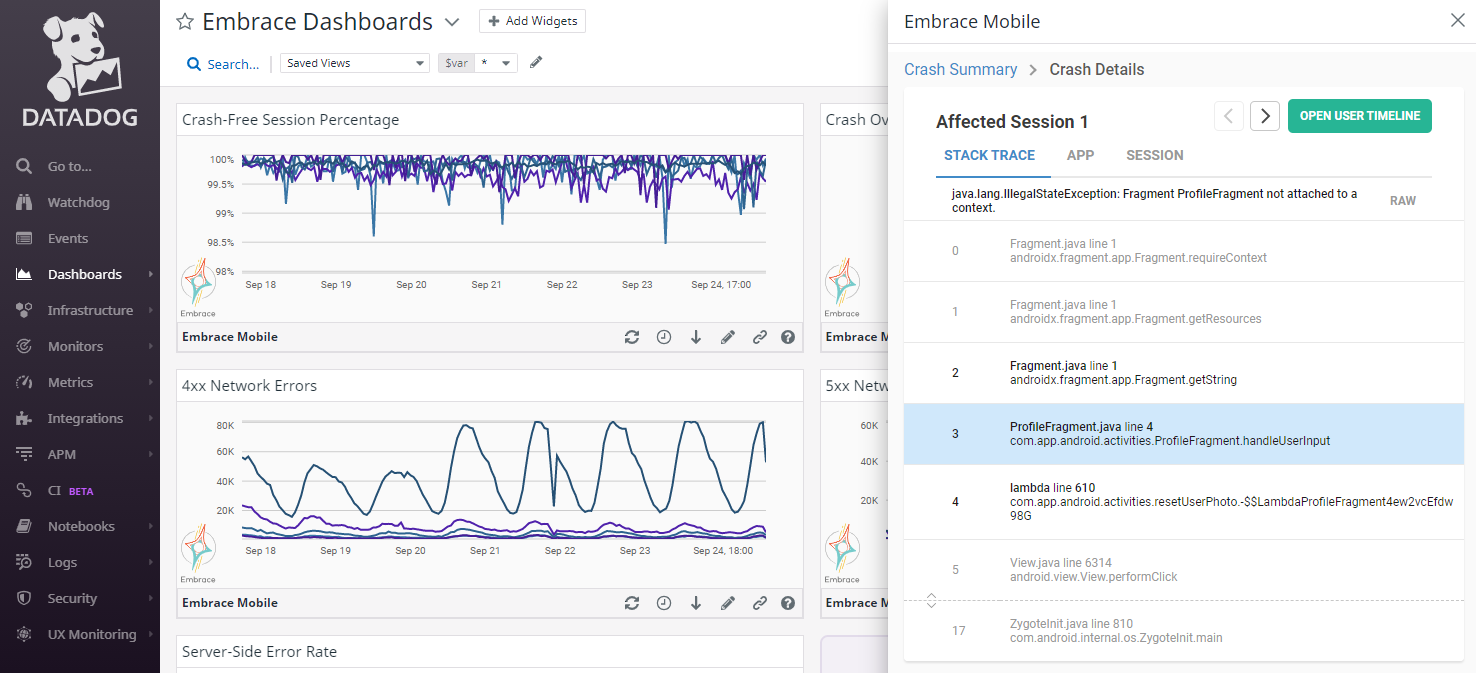 DATADOG
Go to...
Watchdog
Events
Dashboards
Infrastructure
Monitors
Metrics
Integrations
APM
CI BETA
Notebooks
Logs
Security
UX Monitoring
Embrace Dashboards
Add Widgets
Search...
Saved Views
$var *
Crash-Free Session Percentage
100%
99.5%
99%
98.5%
98%
Sep 18 Sep 19 Sep 20 Sep 21 Sep 22 Sep 23 Sep 24, 17:00
Embrace
Embrace Mobile
4xx Network Errors
80K
60K
40K
20K
Sep 18 Sep 19 Sep 20 Sep 21 Sep 22 Sep 23 Sep 24, 18:00
Embrace
Embrace Mobile
Server-Side Error Rate
Crash Ov
Embrace
Embrace M
5xx Netw
60K
40K
20K
Embrace
Embrace M
Embrace Mobile
Crash Summary > Crash Details
Affected Session 1
OPEN USER TIMELINE
STACK TRACE APP SESSION
java.lang.IllegalStateException: Fragment ProfileFragment not attached to a
context.
RAW
0 Fragment.java line 1
androidx.fragment.app.Fragment.requireContext
1 Fragment.java line 1
androidx.fragment.app.Fragment.getResources
2 Fragment.java line 1
androidx.fragment.app.Fragment.getString
3 ProfileFragment.java line 4
com.app.android.activities.ProfileFragment.handleUserInput
4 lambda line 610
com.app.android.activities.resetUserPhoto.-$$LambdaProfileFragment4ew2vcEfdw
98G
5 View.java line 6314
android.view.View.performClick
17 ZygoteInit.java line 810
com.android.internal.os.ZygoteInit.main